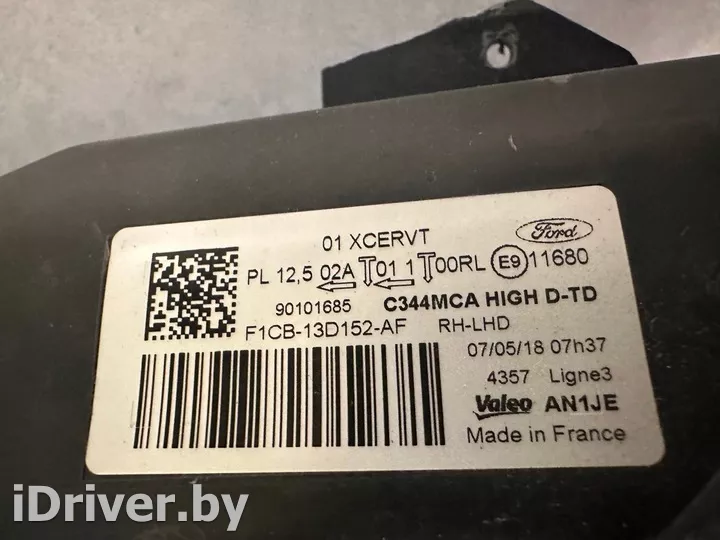 01 XCERVT
Ford
PL 12,5 02A 01 1 00RL E9 11680
90101685 C344MCA HIGH D-TD
F1CB-13D152-AF RH-LHD
07/05/18 07h37
4357 Ligne3
Valeo AN1JE
Made in France
iDriver.by